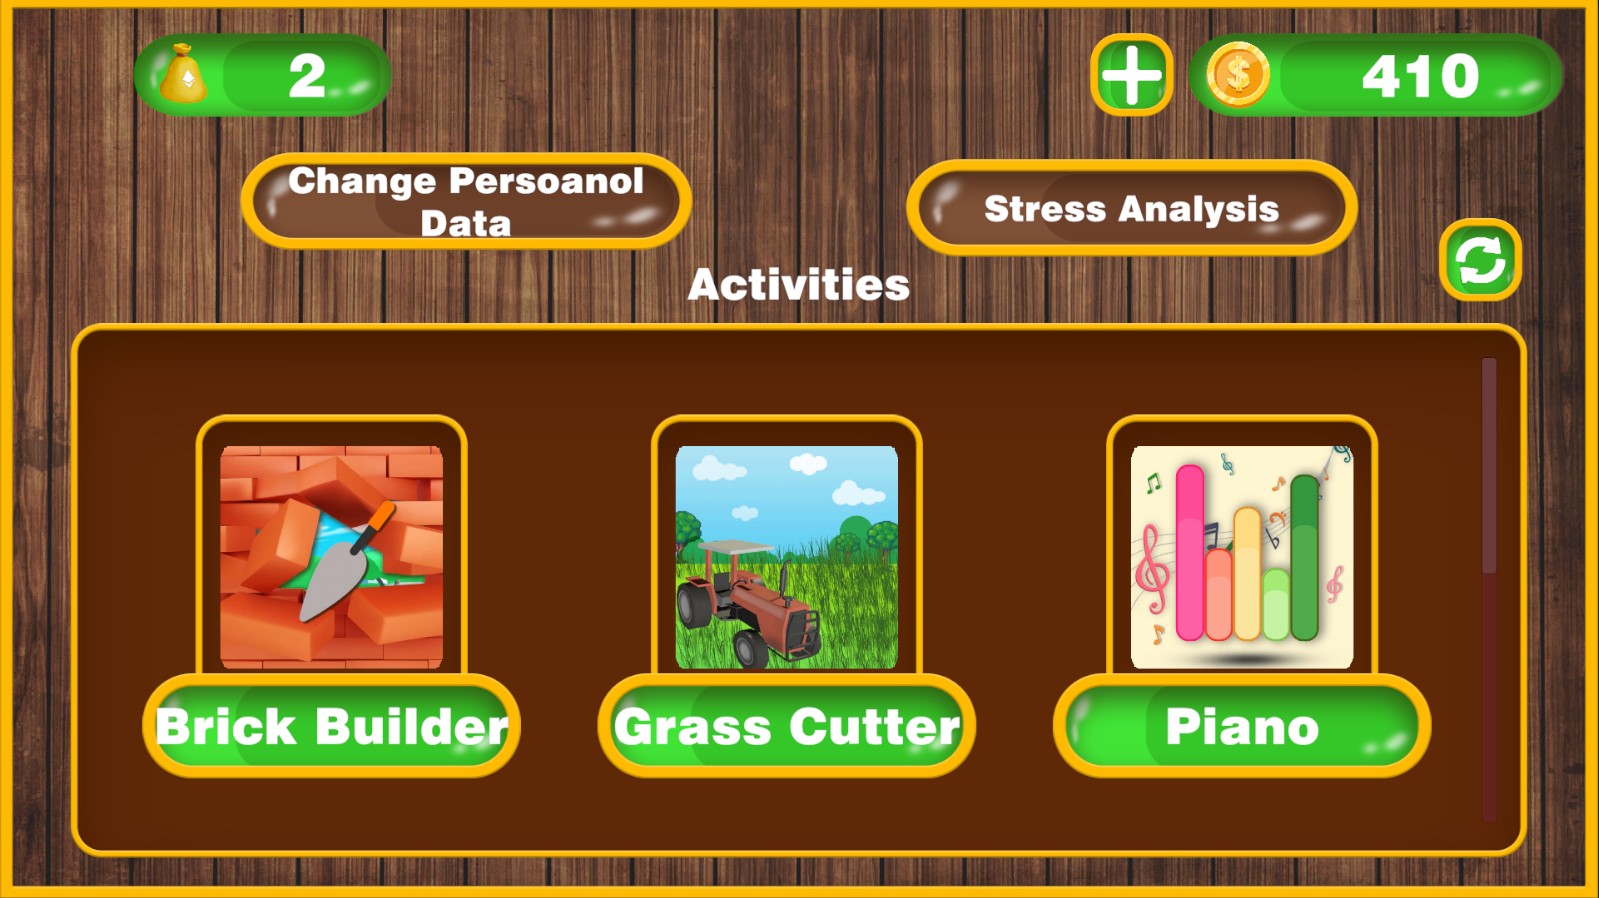 2
410
Change Persoanol
Data
Stress Analysis
Activities
Brick Builder
Grass Cutter
Piano